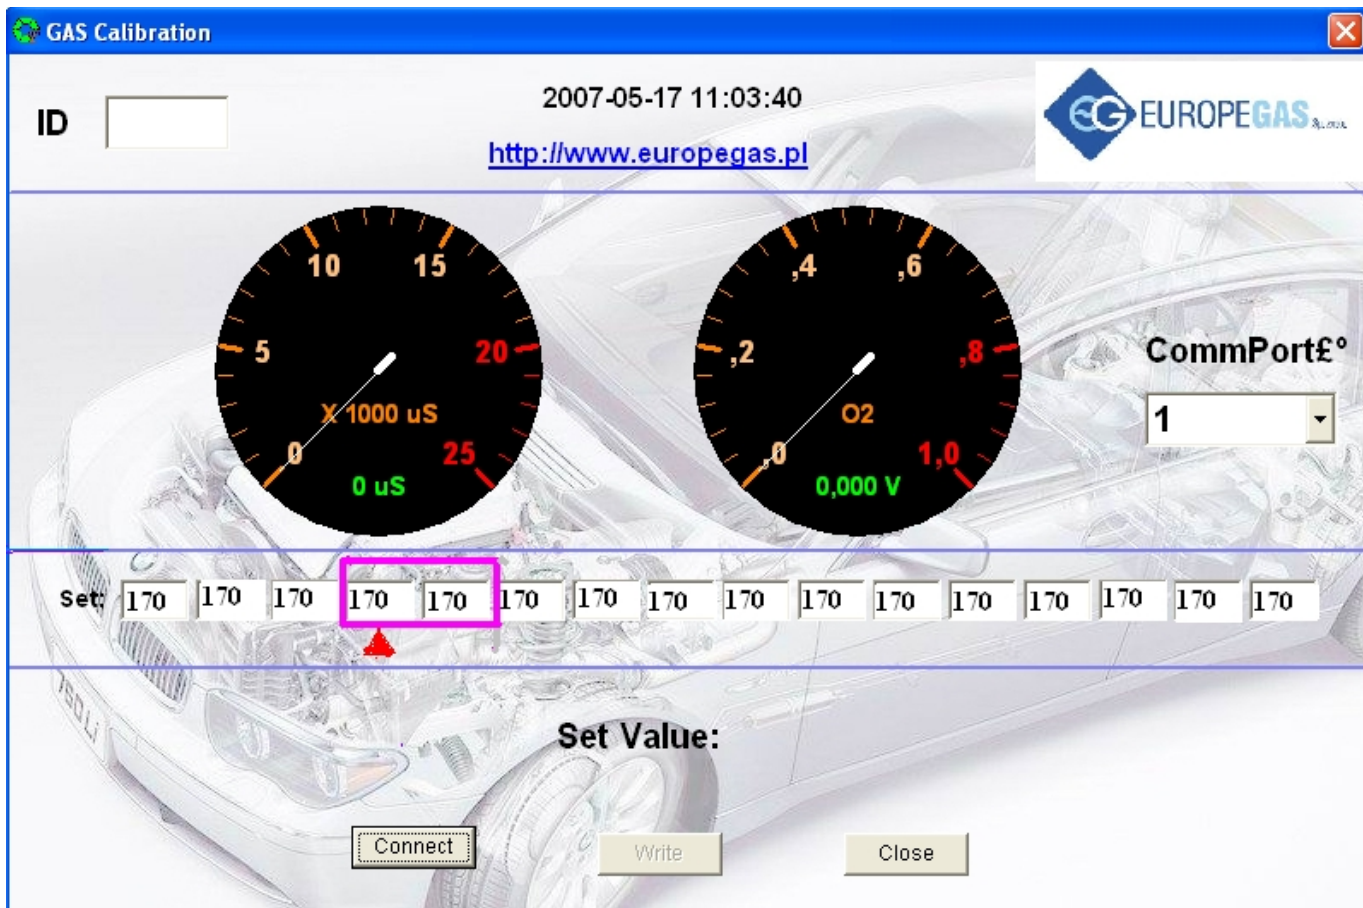 GAS Calibration
ID
2007-05-17 11:03:40
http://www.europegas.pl
EG EUROPEGAS
10 15
5 20
X 1000 uS
0 25
0 uS
,4 ,6
,2 ,8
O2
,0 1,0
0,000 V
CommPort£°
1
Set: 170 170 170 170 170 170 170 170 170 170 170 170 170 170 170 170
750 Li
Set Value:
Connect Write Close